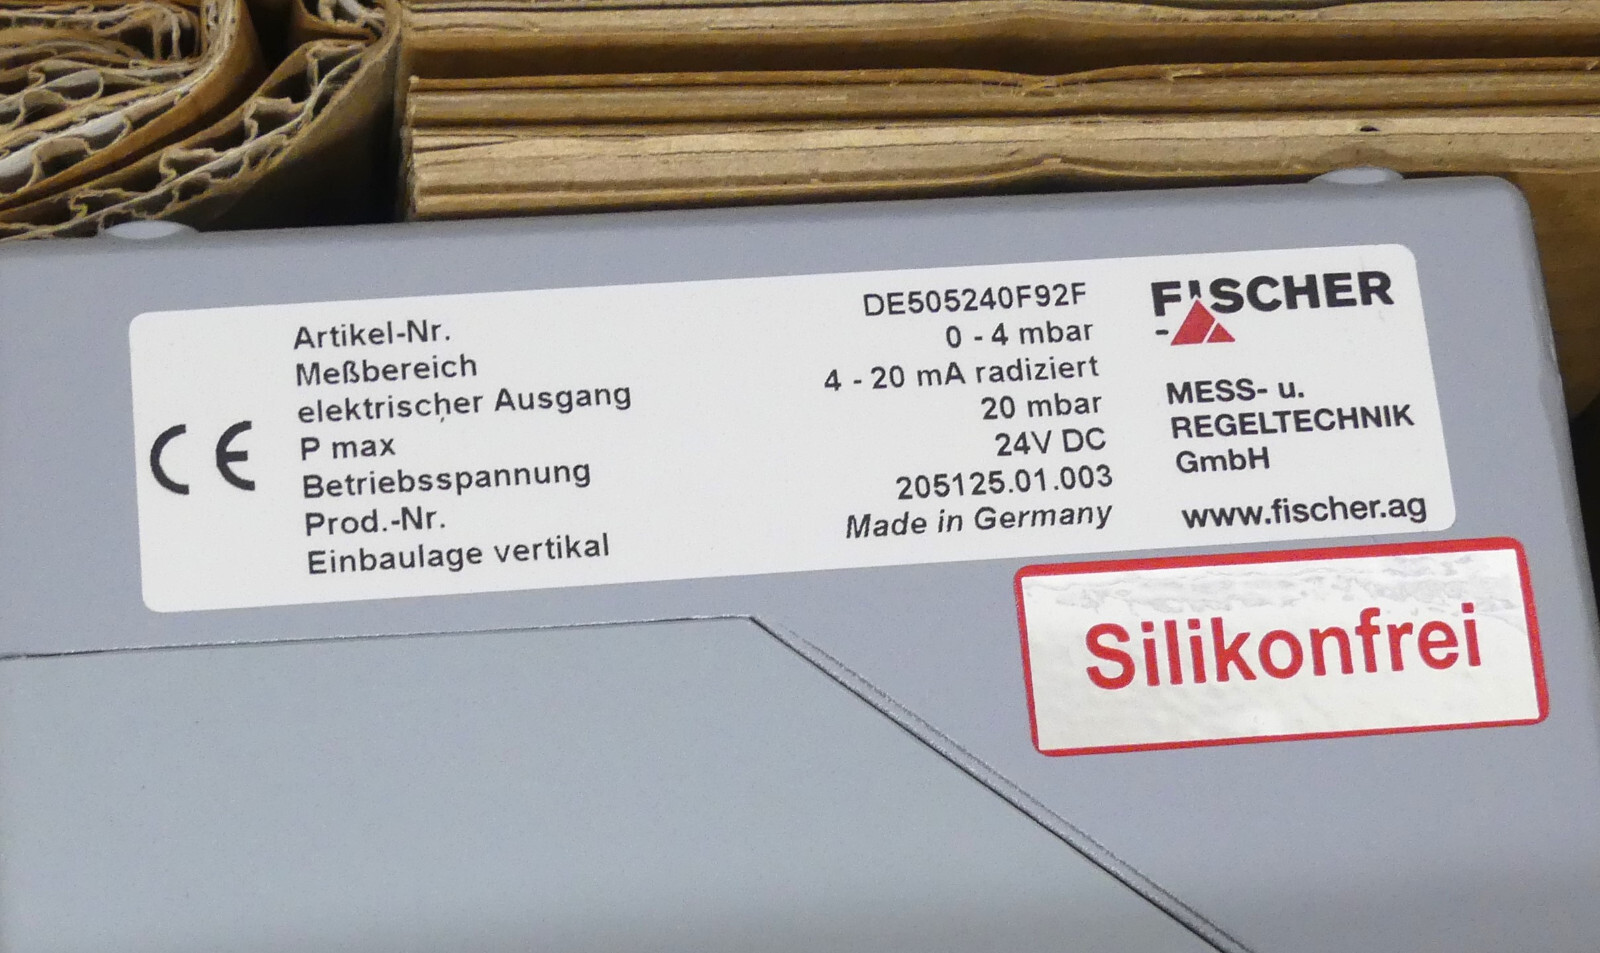 CE
Artikel-Nr. DE505240F92F
Meßbereich 0 - 4 mbar
elektrischer Ausgang 4 - 20 mA radiziert
P max 20 mbar
Betriebsspannung 24V DC
Prod.-Nr. 205125.01.003
Einbaulage vertikal Made in Germany
FISCHER
MESS- u.
REGELTECHNIK
GmbH
www.fischer.ag
Silikonfrei